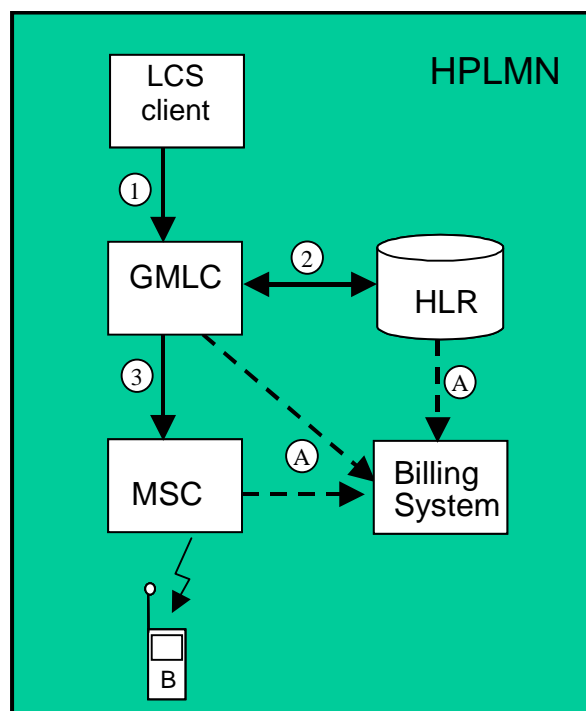 HPLMN
LCS
client
1
GMLC
2
HLR
3
A
A
MSC
Billing
System
B